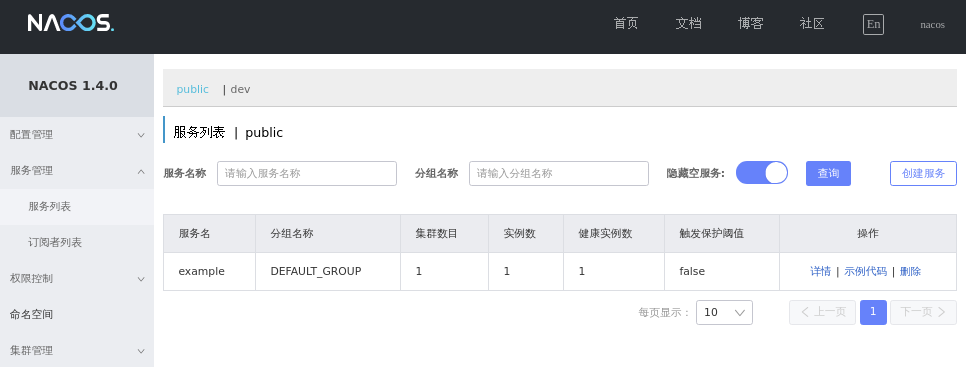 NACOS. 首页 文档 博客 社区 En nacos
NACOS 1.4.0
配置管理
服务管理
服务列表
订阅者列表
权限控制
命名空间
集群管理
public | dev
服务列表 | public
服务名称 请输入服务名称 分组名称 请输入分组名称 隐藏空服务: 查询 创建服务
服务名 分组名称 集群数目 实例数 健康实例数 触发保护阈值 操作
example DEFAULT_GROUP 1 1 1 false 详情 | 示例代码 | 删除
每页显示： 10 上一页 1 下一页